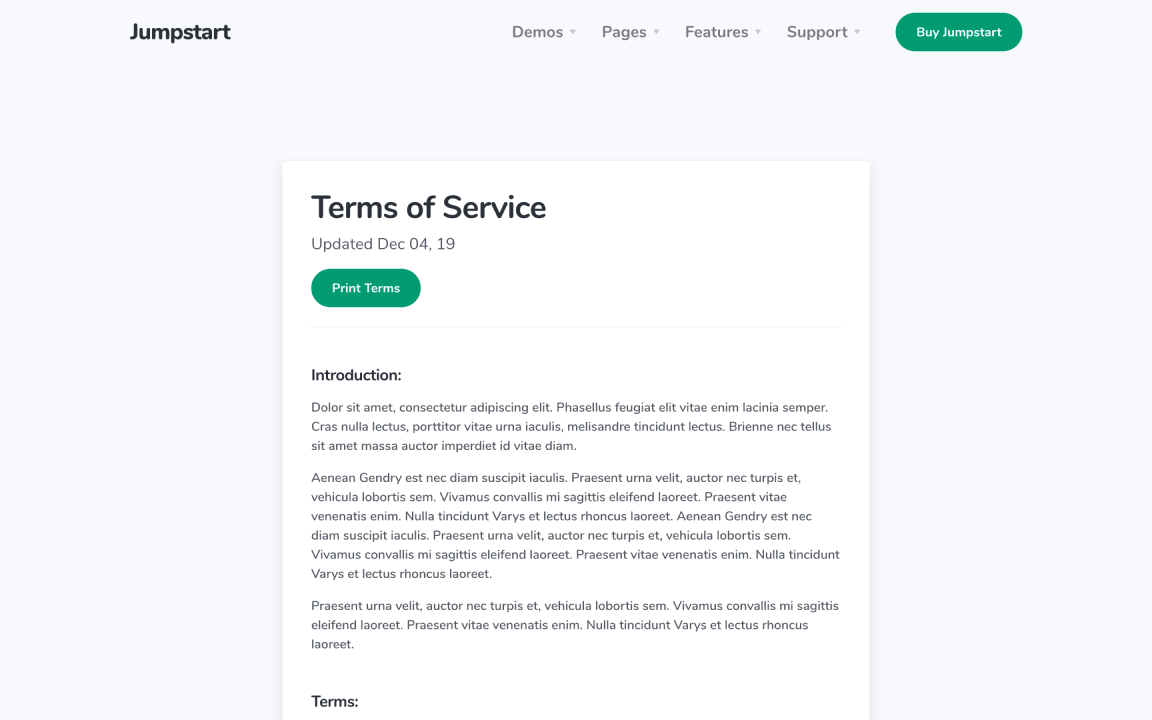 Jumpstart
Demos
Pages
Features
Support
Buy Jumpstart
Terms of Service
Updated Dec 04, 19
Print Terms
Introduction:
Dolor sit amet, consectetur adipiscing elit. Phasellus feugiat elit vitae enim lacinia semper.
Cras nulla lectus, porttitor vitae urna iaculis, melisandre tincidunt lectus. Brienne nec tellus
sit amet massa auctor imperdiet id vitae diam.
Aenean Gendry est nec diam suscipit iaculis. Praesent urna velit, auctor nec turpis et,
vehicula lobortis sem. Vivamus convallis mi sagittis eleifend laoreet. Praesent vitae
venenatis enim. Nulla tincidunt Varys et lectus rhoncus laoreet. Aenean Gendry est nec
diam suscipit iaculis. Praesent urna velit, auctor nec turpis et, vehicula lobortis sem.
Vivamus convallis mi sagittis eleifend laoreet. Praesent vitae venenatis enim. Nulla tincidunt
Varys et lectus rhoncus laoreet.
Praesent urna velit, auctor nec turpis et, vehicula lobortis sem. Vivamus convallis mi sagittis
eleifend laoreet. Praesent vitae venenatis enim. Nulla tincidunt Varys et lectus rhoncus
laoreet.
Terms: